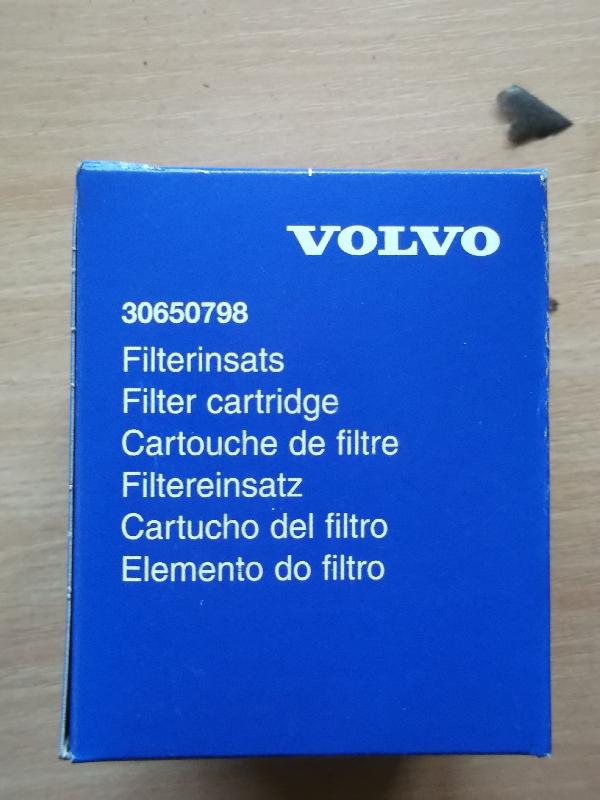 VOLVO
30650798
Filterinsats
Filter cartridge
Cartouche de filtre
Filtereinsatz
Cartucho del filtro
Elemento do filtro